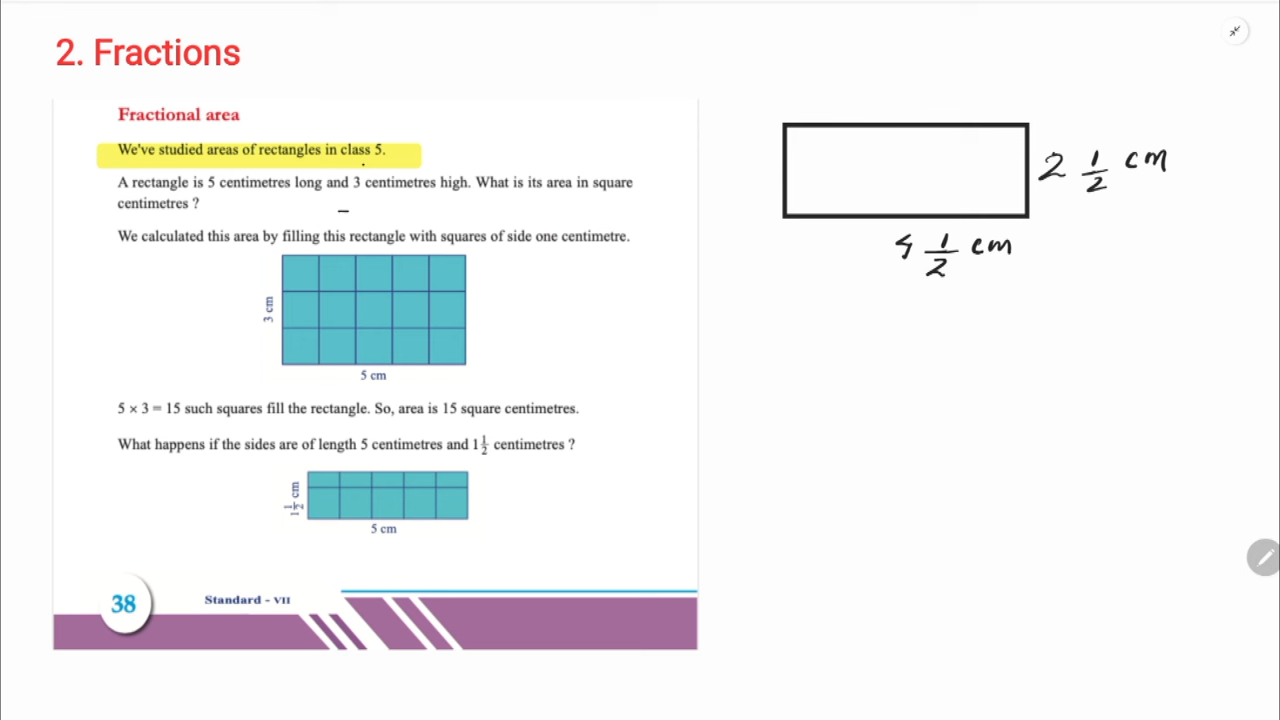 2. Fractions
Fractional area
We've studied areas of rectangles in class 5.
A rectangle is 5 centimetres long and 3 centimetres high. What is its area in square
centimetres ?
We calculated this area by filling this rectangle with squares of side one centimetre.
3 cm
5 cm
5 × 3 = 15 such squares fill the rectangle. So, area is 15 square centimetres.
What happens if the sides are of length 5 centimetres and 1 1/2 centimetres ?
1 1/2 cm
5 cm
38
Standard - VII
2 1/2 cm
1/2 cm